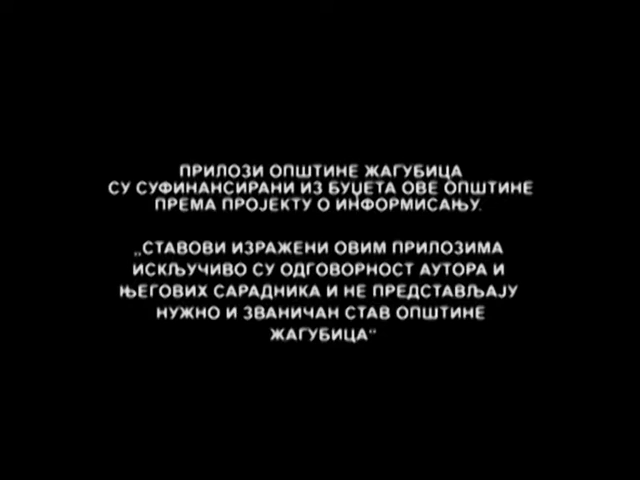 ПРИЛОЗИ ОПШТИНЕ ЖАГУБИЦА
СУ СУФИНАНСИРАНИ ИЗ БУЏЕТА ОВЕ ОПШТИНЕ
ПРЕМА ПРОЈЕКТУ О ИНФОРМИСАЊУ.
„СТАВОВИ ИЗРАЖЕНИ ОВИМ ПРИЛОЗИМА
ИСКЉУЧИВО СУ ОДГОВОРНОСТ АУТОРА И
ЊЕГОВИХ САРАДНИКА И НЕ ПРЕДСТАВЉАЈУ
НУЖНО И ЗВАНИЧАН СТАВ ОПШТИНЕ
ЖАГУБИЦА“